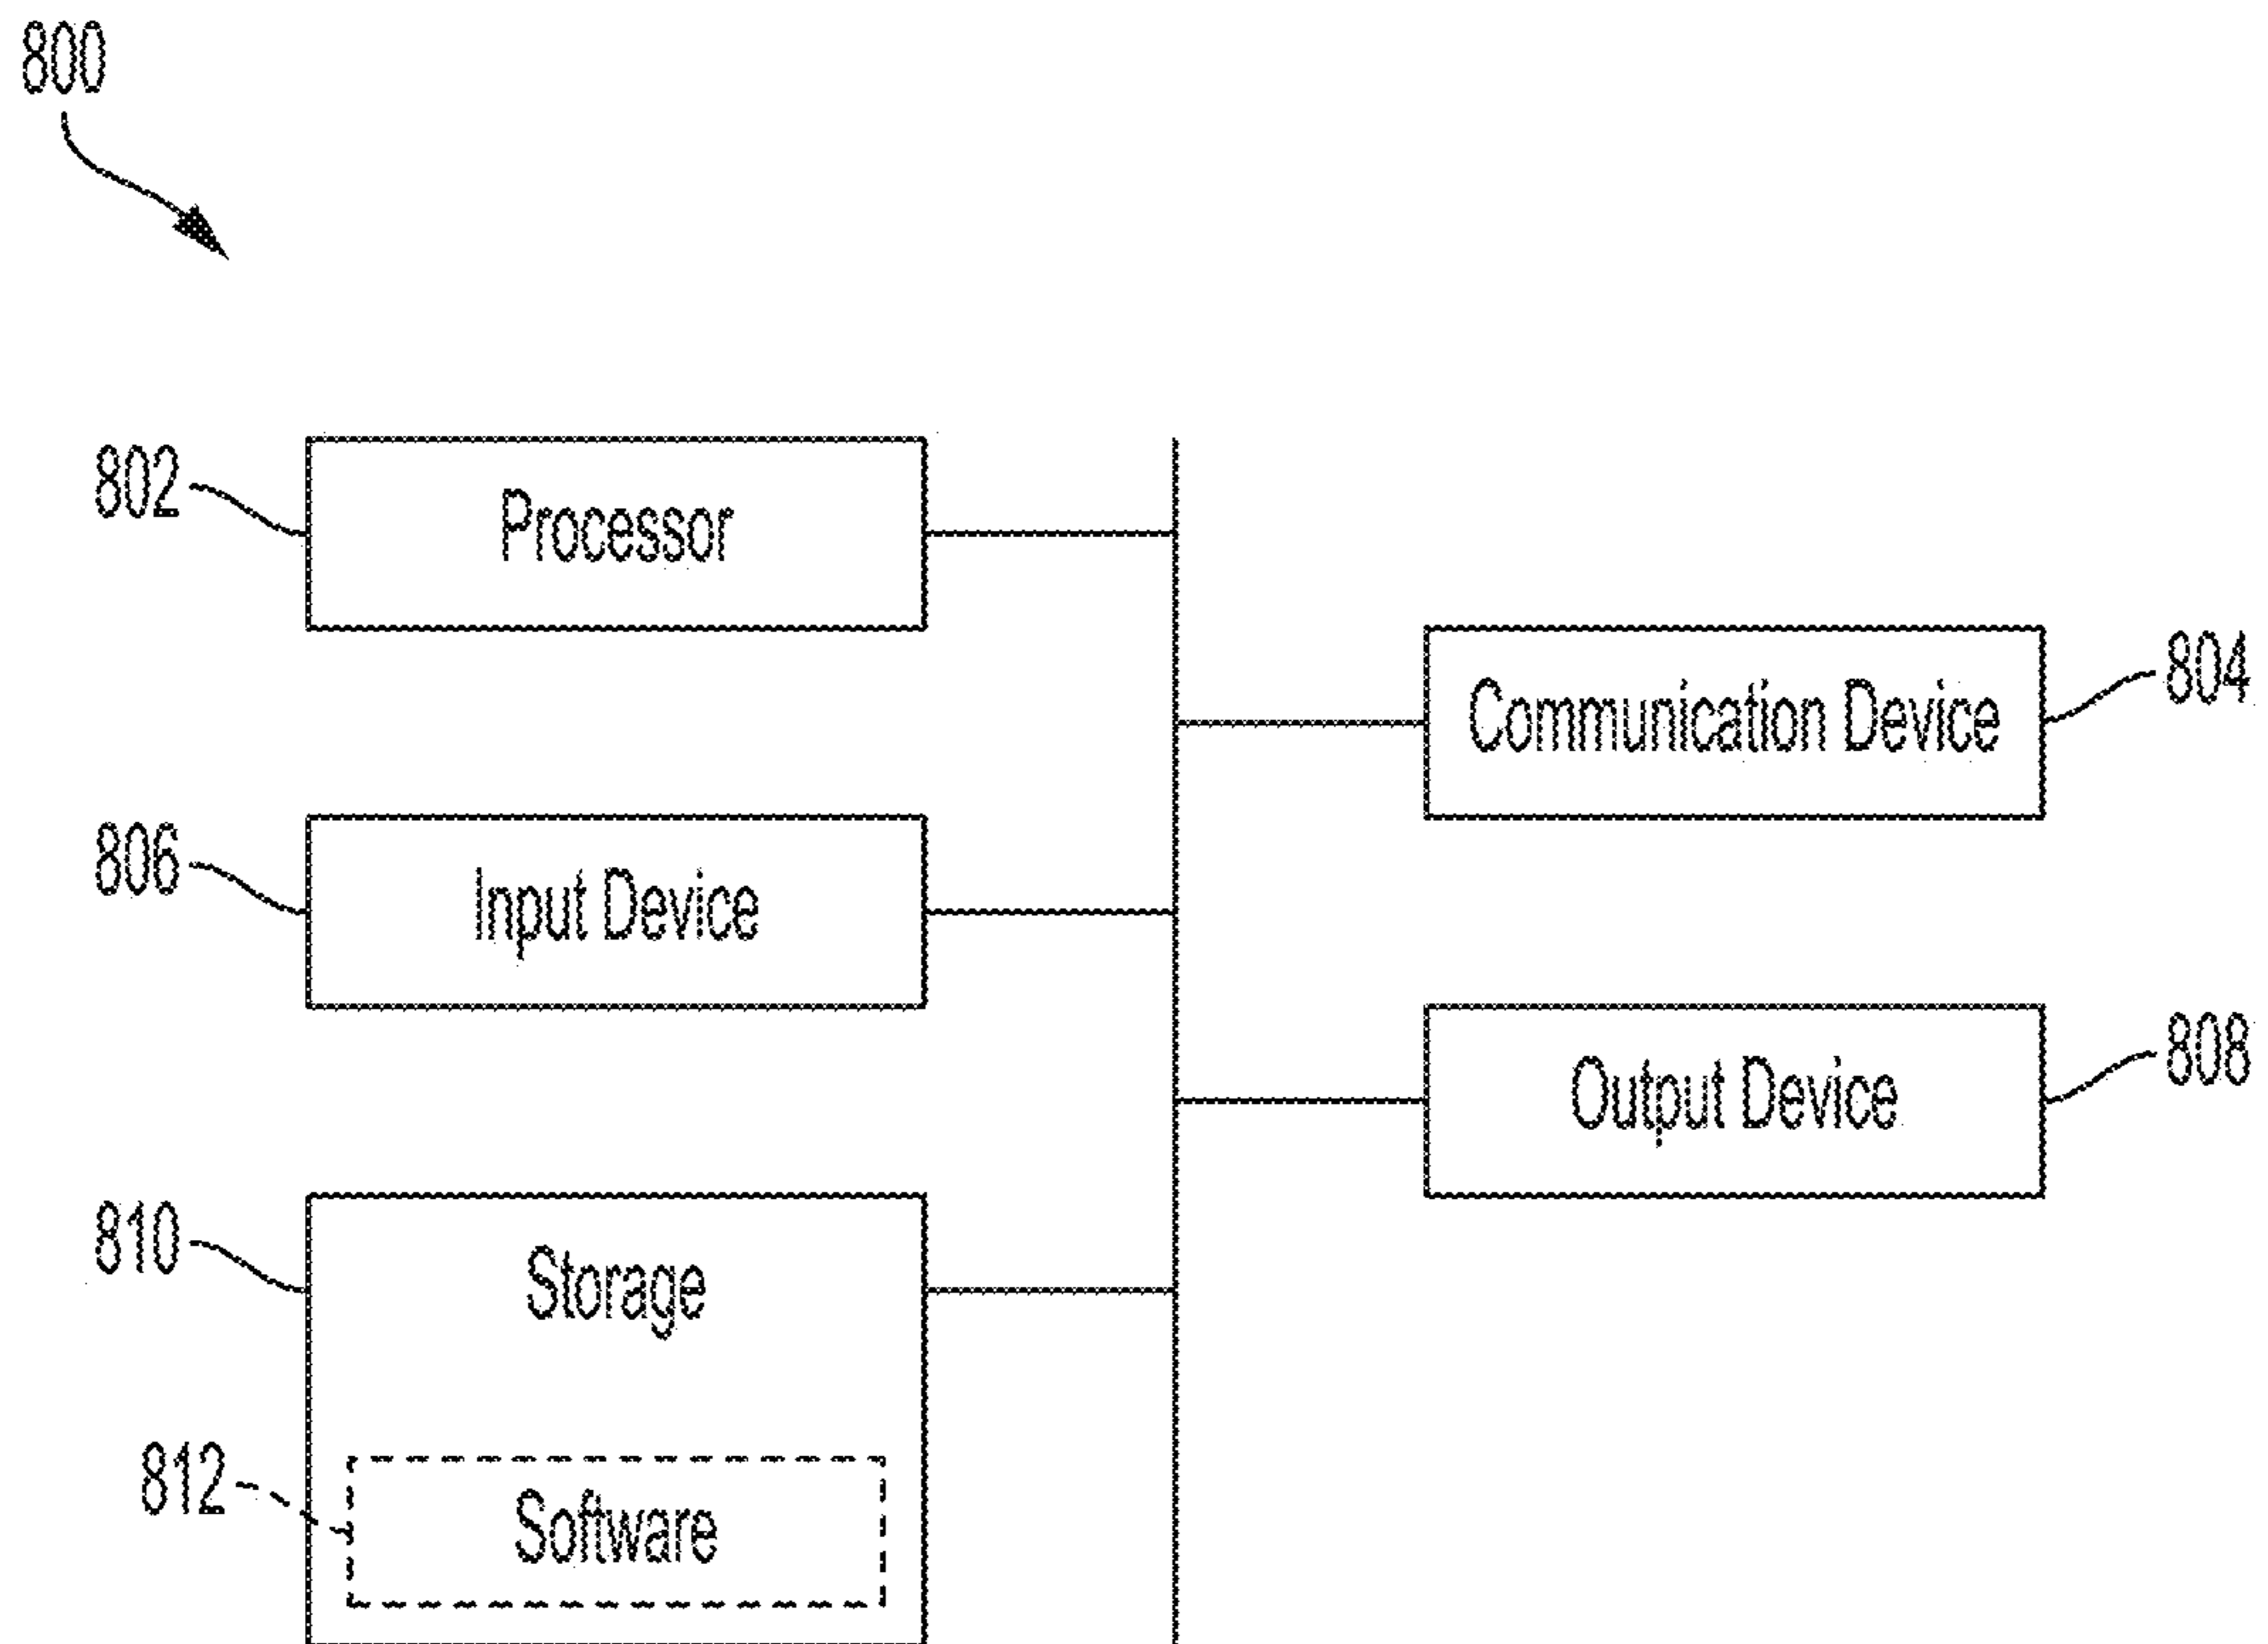 800
802
Processor
Communication Device
804
806
Input Device
Output Device
808
810
Storage
812
Software